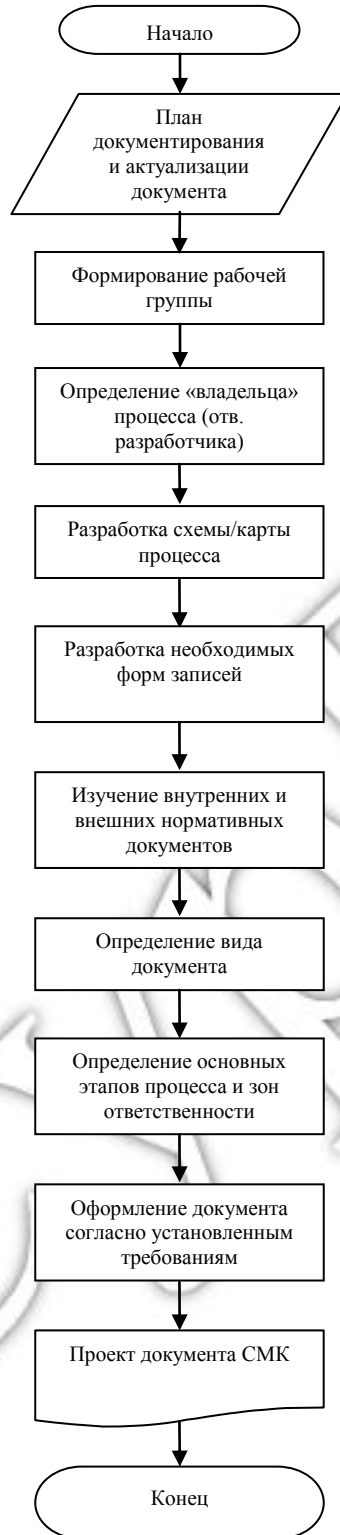 Начало
План
документирования
и актуализации
документа
Формирование рабочей
группы
Определение «владельца»
процесса (отв.
разработчика)
Разработка схемы/карты
процесса
Разработка необходимых
форм записей
Изучение внутренних и
внешних нормативных
документов
Определение вида
документа
Определение основных
этапов процесса и зон
ответственности
Оформление документа
согласно установленным
требованиям
Проект документа СМК
Конец